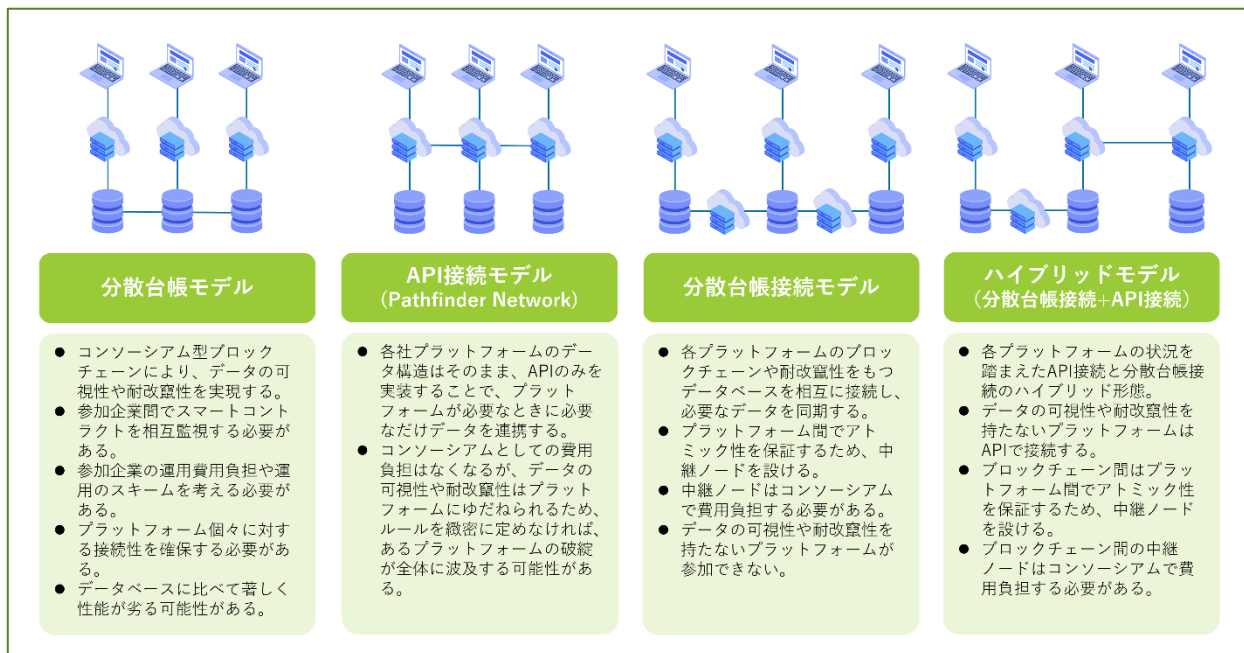 分散台帳モデル
● コンソーシアム型ブロック
チェーンにより、データの可
視性や耐改竄性を実現する。
● 参加企業間でスマートコント
ラクトを相互監視する必要が
ある。
● 参加企業の運用費用負担や運
用のスキームを考える必要が
ある。
● プラットフォーム個々に対す
る接続性を確保する必要があ
る。
● データベースに比べて著しく
性能が劣る可能性がある。
API接続モデル
(Pathfinder Network)
● 各社プラットフォームのデー
タ構造はそのまま、APIのみを
実装することで、プラット
フォームが必要なときに必要
なだけデータを連携する。
● コンソーシアムとしての費用
負担はなくなるが、データの
可視性や耐改竄性はプラット
フォームにゆだねられるため、
ルールを緻密に定めなければ、
あるプラットフォームの破綻
が全体に波及する可能性があ
る。
分散台帳接続モデル
● 各プラットフォームのブロッ
クチェーンや耐改竄性をもつ
データベースを相互に接続し、
必要なデータを同期する。
● プラットフォーム間でアト
ミック性を保証するため、中
継ノードを設ける。
● 中継ノードはコンソーシアム
で費用負担する必要がある。
● データの可視性や耐改竄性を
持たないプラットフォームが
参加できない。
ハイブリッドモデル
（分散台帳接続+API接続）
● 各プラットフォームの状況を
踏まえたAPI接続と分散台帳接
続のハイブリッド形態。
● データの可視性や耐改竄性を
持たないプラットフォームは
APIで接続する。
● ブロックチェーン間はプラッ
トフォーム間でアトミック性
を保証するため、中継ノード
を設ける。
● ブロックチェーン間の中継
ノードはコンソーシアムで費
用負担する必要がある。